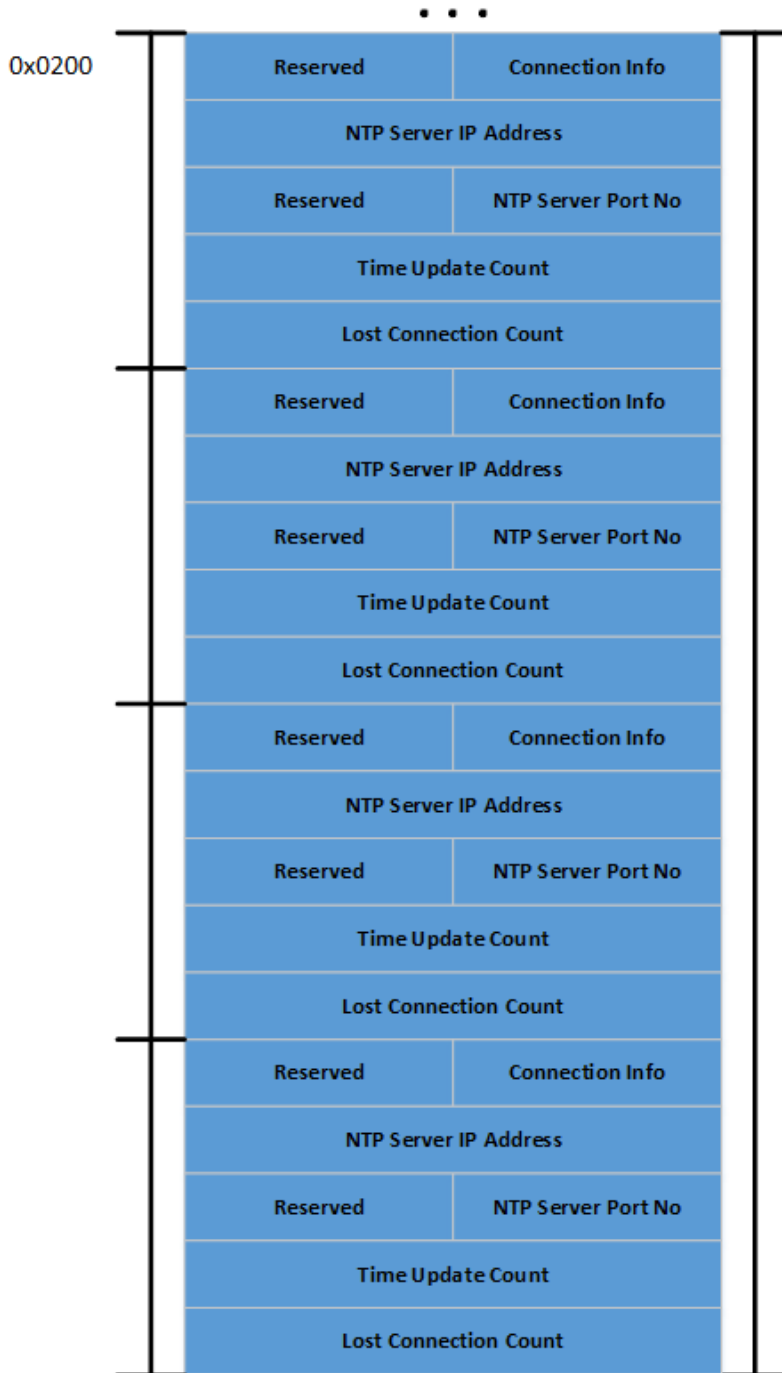 . . .
0x0200
Reserved Connection Info
NTP Server IP Address
Reserved NTP Server Port No
Time Update Count
Lost Connection Count
Reserved Connection Info
NTP Server IP Address
Reserved NTP Server Port No
Time Update Count
Lost Connection Count
Reserved Connection Info
NTP Server IP Address
Reserved NTP Server Port No
Time Update Count
Lost Connection Count
Reserved Connection Info
NTP Server IP Address
Reserved NTP Server Port No
Time Update Count
Lost Connection Count